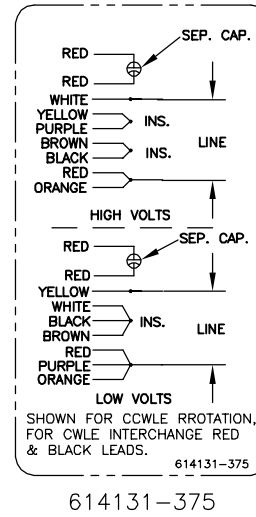 SEP. CAP.
RED
RED
WHITE
YELLOW
PURPLE INS.
BROWN
BLACK INS.
LINE
RED
ORANGE
HIGH VOLTS
RED
SEP. CAP.
RED
YELLOW
WHITE
BLACK INS.
BROWN
LINE
RED
PURPLE
ORANGE
LOW VOLTS
SHOWN FOR CCWLE RROTATION,
FOR CWLE INTERCHANGE RED
& BLACK LEADS.
614131-375
614131-375